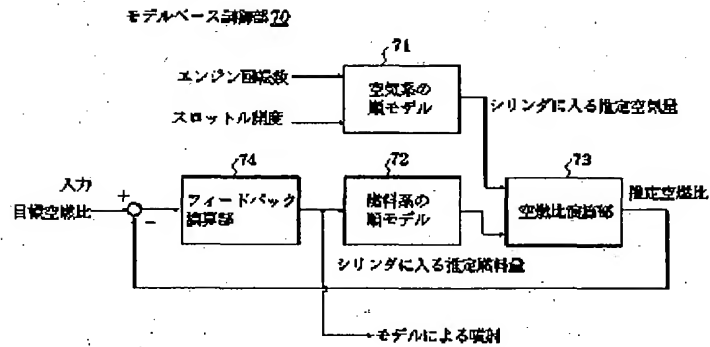 モデルベース制御部70
71
エンジン回転数
空気系の
順モデル
シリンダに入る推定空気量
スロットル開度
74
72
73
入力
推定空燃比
目標空燃比
+
−
フィードバック
演算部
燃料系の
順モデル
空燃比演算部
シリンダに入る推定燃料量
モデルによる噴射